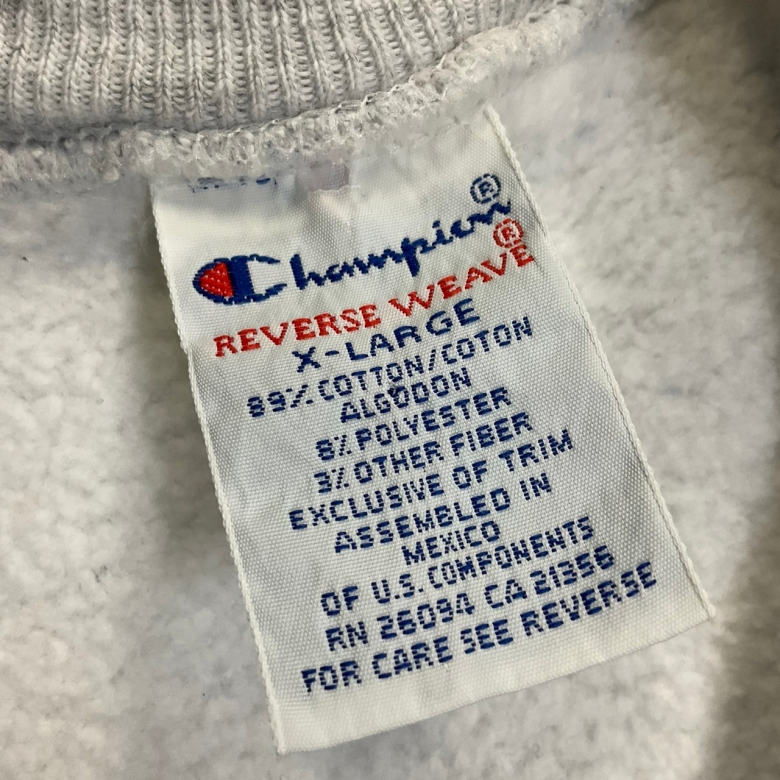 Champion®
REVERSE WEAVE®
X-LARGE
89% COTTON/COTON
ALGODON
8% POLYESTER
3% OTHER FIBER
EXCLUSIVE OF TRIM
ASSEMBLED IN
MEXICO
OF U.S. COMPONENTS
RN 26094 CA 21356
FOR CARE SEE REVERSE